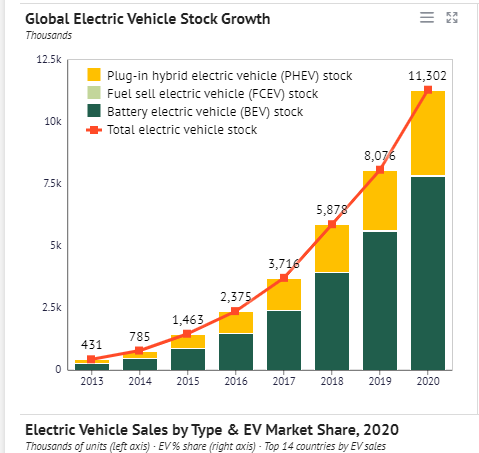 Global Electric Vehicle Stock Growth
Thousands
12.5k
10k
7.5k
5k
2.5k
0
Plug-in hybrid electric vehicle (PHEV) stock
Fuel sell electric vehicle (FCEV) stock
Battery electric vehicle (BEV) stock
Total electric vehicle stock
431
785
1,463
2,375
3,716
5,878
8,076
11,302
2013 2014 2015 2016 2017 2018 2019 2020
Electric Vehicle Sales by Type & EV Market Share, 2020
Thousands of units (left axis) · EV % share (right axis) · Top 14 countries by EV sales